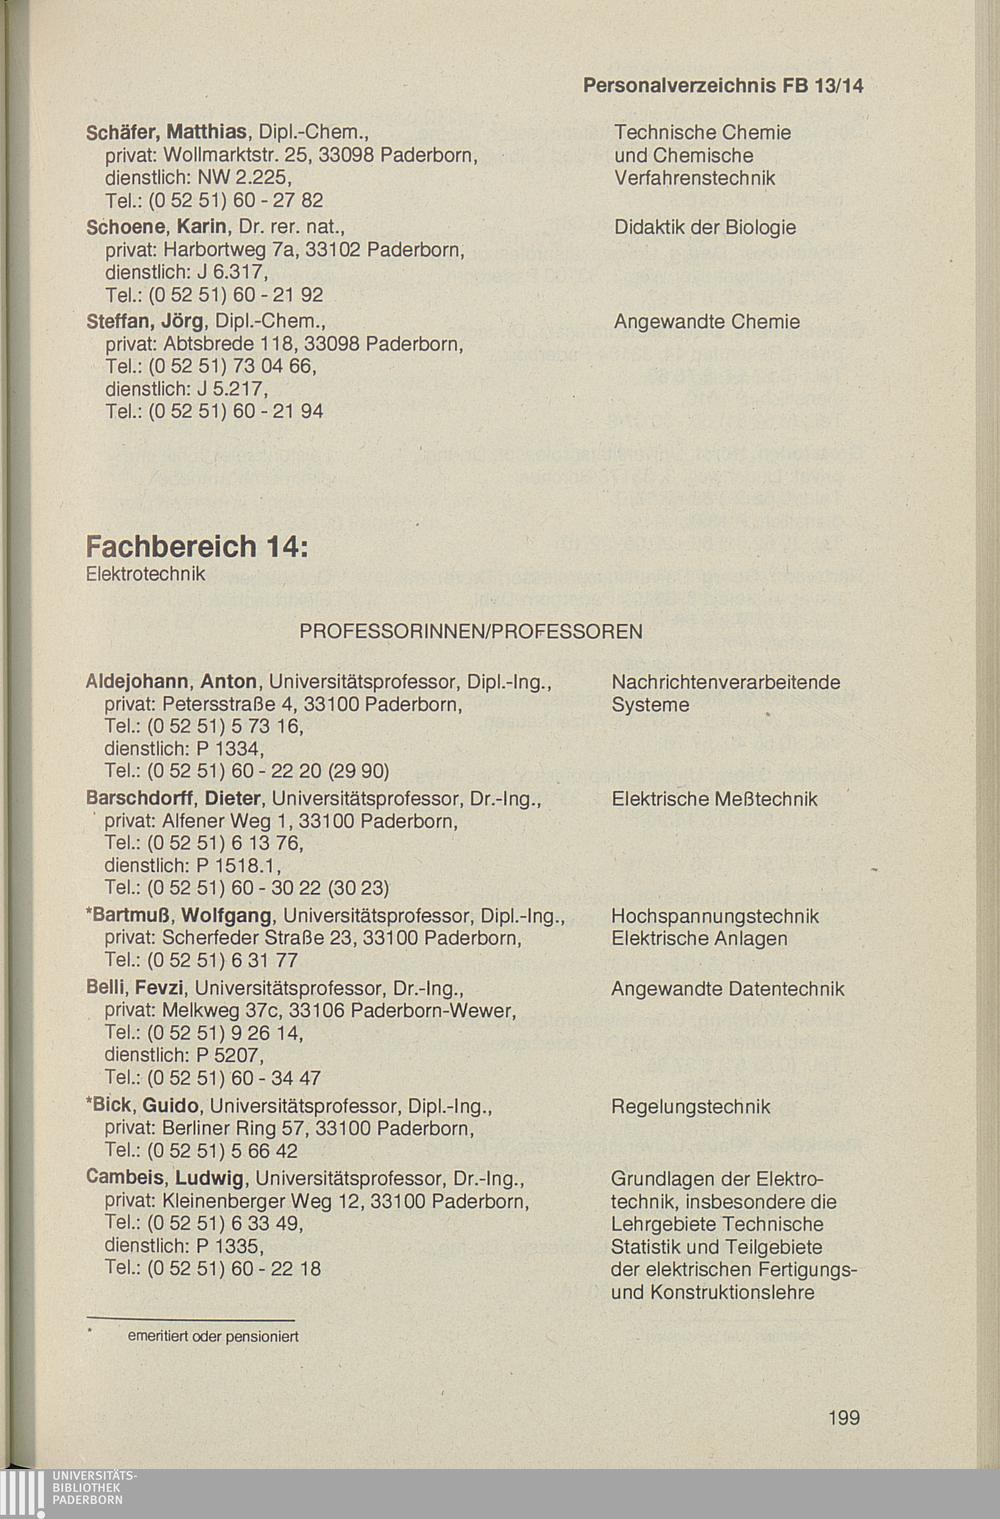 Personalverzeichnis FB 13/14
Schäfer, Matthias, Dipl.-Chem., Technische Chemie
privat: Wollmarktstr. 25, 33098 Paderborn, und Chemische
dienstlich: NW 2.225, Verfahrenstechnik
Tel.: (0 52 51) 60 - 27 82
Schoene, Karin, Dr. rer. nat., Didaktik der Biologie
privat: Harbortweg 7a, 33102 Paderborn,
dienstlich: J 6.317,
Tel.: (0 52 51) 60 - 21 92
Steffan, Jörg, Dipl.-Chem., Angewandte Chemie
privat: Abtsbrede 118, 33098 Paderborn,
Tel.: (0 52 51) 73 04 66,
dienstlich: J 5.217,
Tel.: (0 52 51) 60 - 21 94
Fachbereich 14:
Elektrotechnik
PROFESSORINNEN/PROFESSOREN
Aldejohann, Anton, Universitätsprofessor, Dipl.-Ing., Nachrichtenverarbeitende
privat: Petersstraße 4, 33100 Paderborn, Systeme
Tel.: (0 52 51) 5 73 16,
dienstlich: P 1334,
Tel.: (0 52 51) 60 - 22 20 (29 90)
Barschdorff, Dieter, Universitätsprofessor, Dr.-Ing., Elektrische Meßtechnik
privat: Alfener Weg 1, 33100 Paderborn,
Tel.: (0 52 51) 6 13 76,
dienstlich: P 1518.1,
Tel.: (0 52 51) 60 - 30 22 (30 23)
*Bartmuß, Wolfgang, Universitätsprofessor, Dipl.-Ing., Hochspannungstechnik
privat: Scherfeder Straße 23, 33100 Paderborn, Elektrische Anlagen
Tel.: (0 52 51) 6 31 77
Belli, Fevzi, Universitätsprofessor, Dr.-Ing., Angewandte Datentechnik
privat: Melkweg 37c, 33106 Paderborn-Wewer,
Tel.: (0 52 51) 9 26 14,
dienstlich: P 5207,
Tel.: (0 52 51) 60 - 34 47
*Bick, Guido, Universitätsprofessor, Dipl.-Ing., Regelungstechnik
privat: Berliner Ring 57, 33100 Paderborn,
Tel.: (0 52 51) 5 66 42
Cambeis, Ludwig, Universitätsprofessor, Dr.-Ing., Grundlagen der Elektro-
privat: Kleinenberger Weg 12, 33100 Paderborn, technik, insbesondere die
Tel.: (0 52 51) 6 33 49, Lehrgebiete Technische
dienstlich: P 1335, Statistik und Teilgebiete
Tel.: (0 52 51) 60 - 22 18 der elektrischen Fertigungs-
und Konstruktionslehre
* emeritiert oder pensioniert
199
UNIVERSITÄTS-
BIBLIOTHEK
PADERBORN